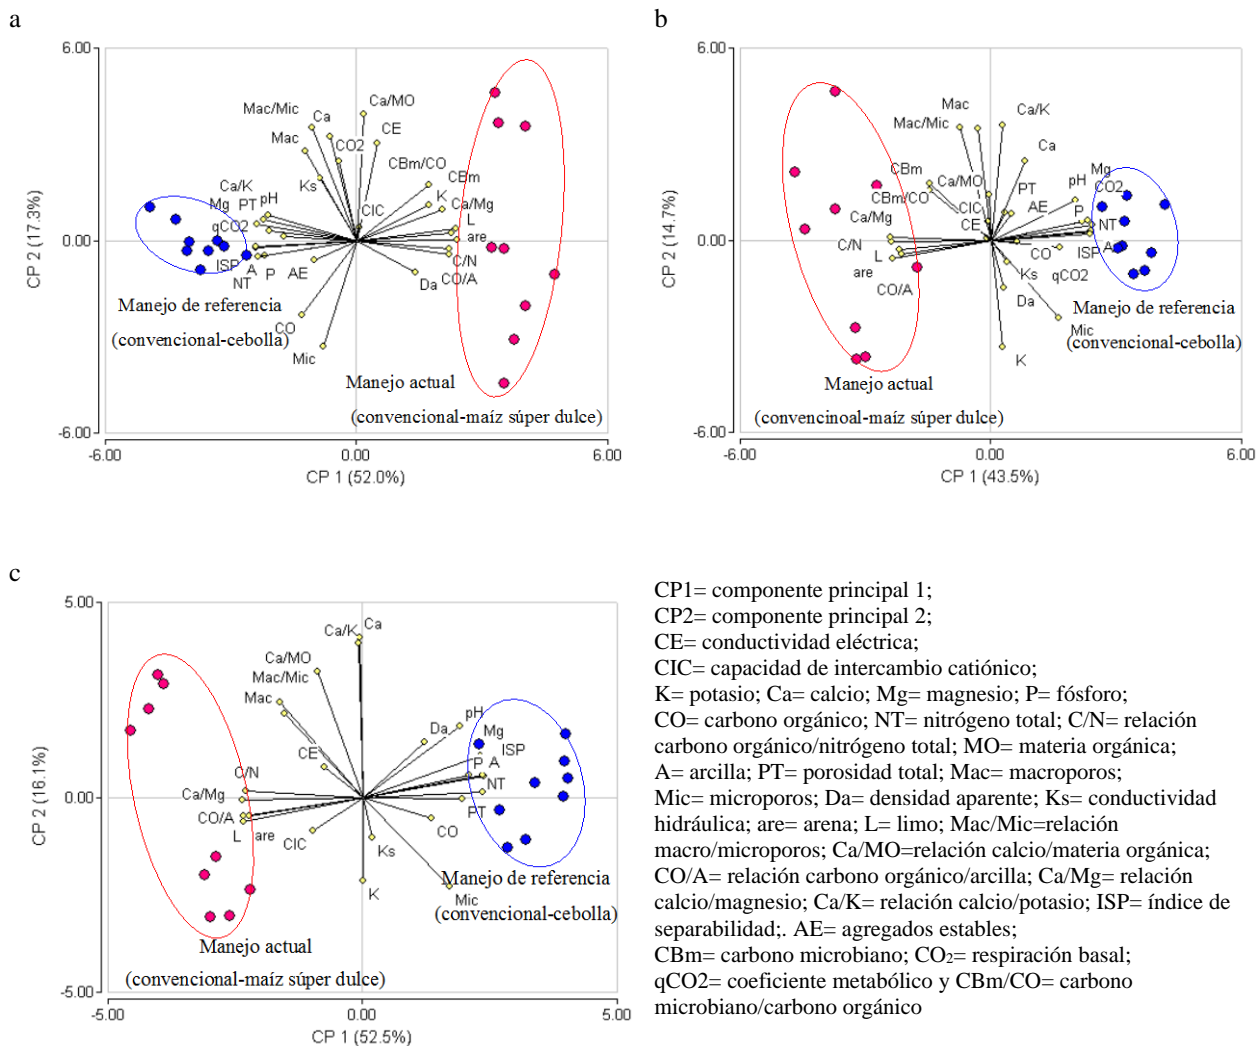 a
6.00
Ca/MO
Mac/Mic
Ca
CE
Mac
CO2
CBm/CO
CBm
Ca/K
Ks
K
Mg
PT
pH
CIC
Ca/Mg
L
qCO2
are
0.00
ISP
A
P
AE
C/N
NT
Da
CO/A
Manejo de referencia
(convencional-cebolla)
CO
Mic
Manejo actual
(convencional-maíz súper dulce)
-6.00
-6.00
0.00
6.00
CP 1 (52.0%)
CP 2 (17.3%)
b
6.00
Mac
Ca/K
Mac/Mic
Ca
CBm
Mg
Ca/MO
PT
pH
CO2
CBm/CO
AE
P
CIC
Ca/Mg
CE
NT
0.00
C/N
CO
A
L
ISP
are
Ks
qCO2
CO/A
Da
Manejo de referencia
Mic
(convencional-cebolla)
K
Manejo actual
(convencinoal-maíz súper dulce)
-6.00
-6.00
0.00
6.00
CP 1 (43.5%)
CP 2 (14.7%)
c
5.00
Ca/K
Ca
Ca/MO
Mac/Mic
Mac
pH
Da
Mg
CE
ISP
P
A
C/N
NT
0.00
Ca/Mg
PT
CO/A
CO
L
are
CIC
Ks
K
Manejo de referencia
Mic
(convencional-cebolla)
Manejo actual
(convencional-maíz súper dulce)
-5.00
-5.00
0.00
5.00
CP 1 (52.5%)
CP 2 (16.1%)
CP1= componente principal 1;
CP2= componente principal 2;
CE= conductividad eléctrica;
CIC= capacidad de intercambio catiónico;
K= potasio; Ca= calcio; Mg= magnesio; P= fósforo;
CO= carbono orgánico; NT= nitrógeno total; C/N= relación
carbono orgánico/nitrógeno total; MO= materia orgánica;
A= arcilla; PT= porosidad total; Mac= macroporos;
Mic= microporos; Da= densidad aparente; Ks= conductividad
hidráulica; are= arena; L= limo; Mac/Mic=relación
macro/microporos; Ca/MO=relación calcio/materia orgánica;
CO/A= relación carbono orgánico/arcilla; Ca/Mg= relación
calcio/magnesio; Ca/K= relación calcio/potasio; ISP= índice de
separabilidad;. AE= agregados estables;
CBm= carbono microbiano; CO₂= respiración basal;
qCO2= coeficiente metabólico y CBm/CO= carbono
microbiano/carbono orgánico